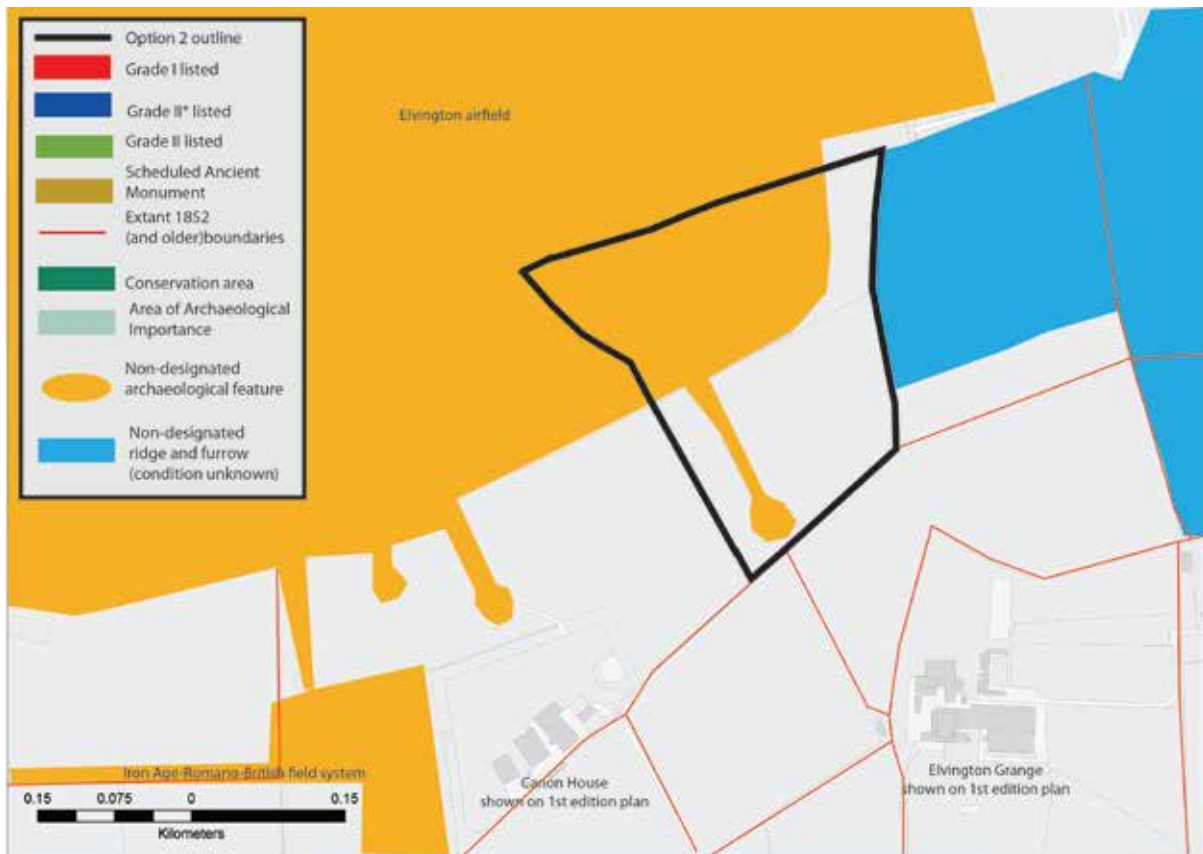 Option 2 outline
Grade I listed
Grade II* listed
Grade II listed
Scheduled Ancient
Monument
Extant 1852
(and older)boundaries
Conservation area
Area of Archaeological
Importance
Non-designated
archaeological feature
Non-designated
ridge and furrow
(condition unknown)
Elvington airfield
Iron Age-Romano-British field system
Canon House
shown on 1st edition plan
Elvington Grange
shown on 1st edition plan
0.15 0.075 0 0.15
Kilometers